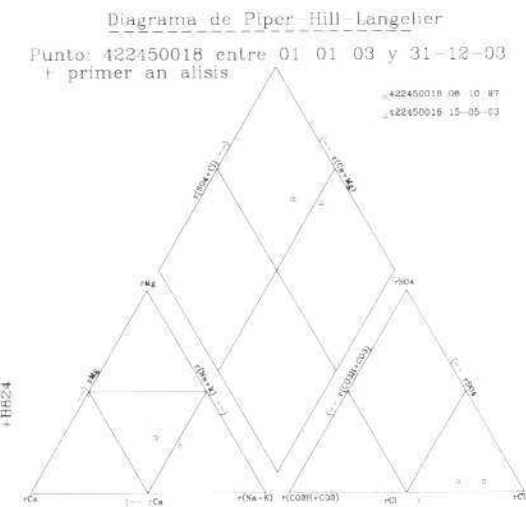 Diagrama de Piper-Hill-Langelier
Punto: 422450018 entre 01 01 03 y 31-12-03
+ primer an alisis
422450018 06 10 97
422450018 15-05-03
r(SO4+Cl) --->
<--- r(Ca+Mg)
rMg
rSO4
---> rMg
r(Na+K) --->
<--- r(CO3H+CO3)
<--- rSO4
+H824
rCa
<--- rCa
r(Na-K)
r(CO3H+CO3)
rCl
rCl